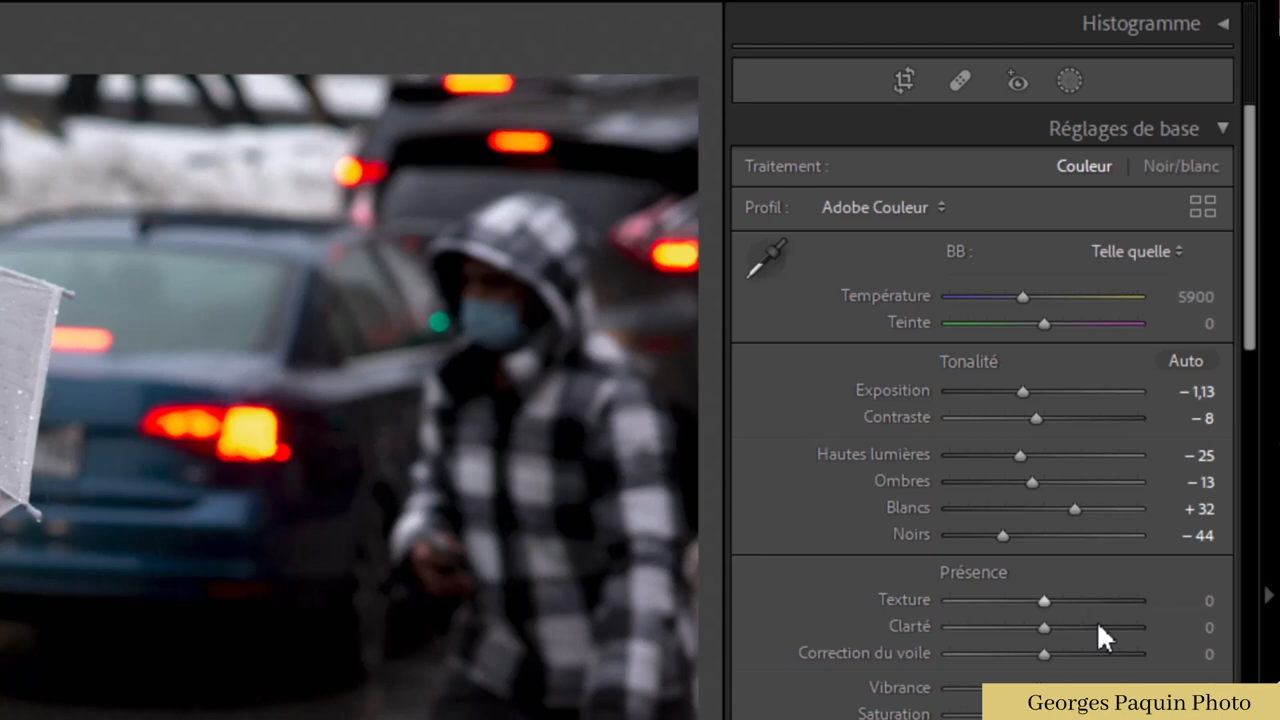 Histogramme
Réglages de base
Traitement : Couleur | Noir/blanc
Profil : Adobe Couleur
BB : Telle quelle
Température 5900
Teinte 0
Tonalité Auto
Exposition – 1,13
Contraste – 8
Hautes lumières – 25
Ombres – 13
Blancs + 32
Noirs – 44
Présence
Texture 0
Clarté 0
Correction du voile 0
Vibrance
Saturation
Georges Paquin Photo